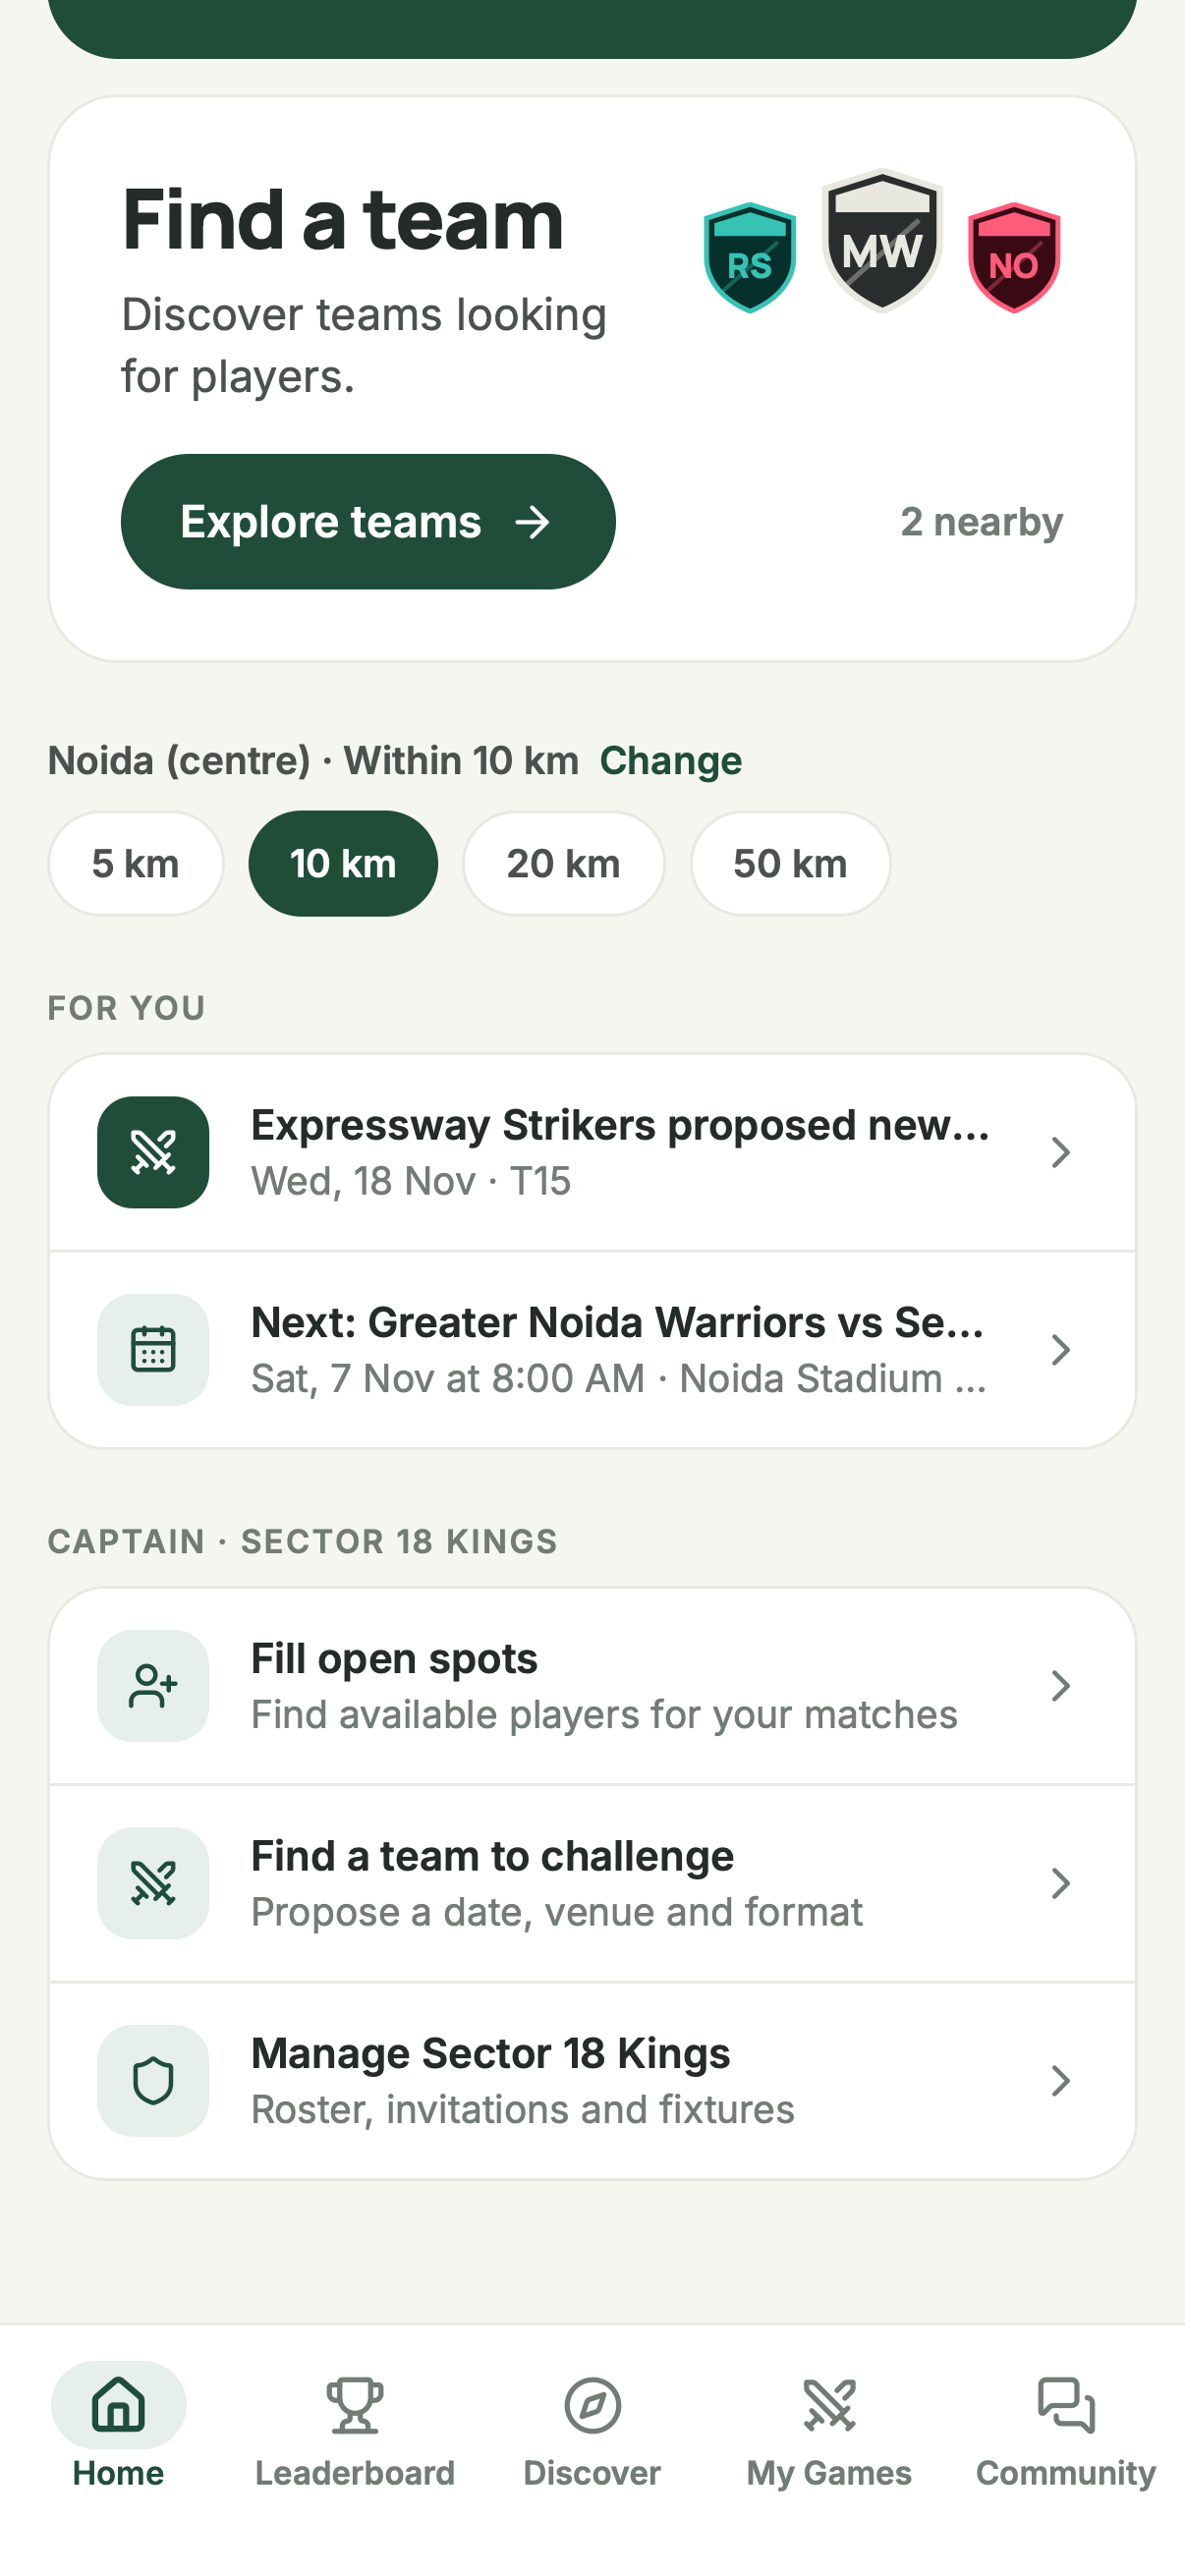 Find a team
RS
MW
NO
Discover teams looking
for players.
Explore teams
2 nearby
Noida (centre) · Within 10 km Change
5 km
10 km
20 km
50 km
FOR YOU
Expressway Strikers proposed new...
Wed, 18 Nov · T15
Next: Greater Noida Warriors vs Se...
Sat, 7 Nov at 8:00 AM · Noida Stadium ...
CAPTAIN · SECTOR 18 KINGS
Fill open spots
Find available players for your matches
Find a team to challenge
Propose a date, venue and format
Manage Sector 18 Kings
Roster, invitations and fixtures
Home
Leaderboard
Discover
My Games
Community